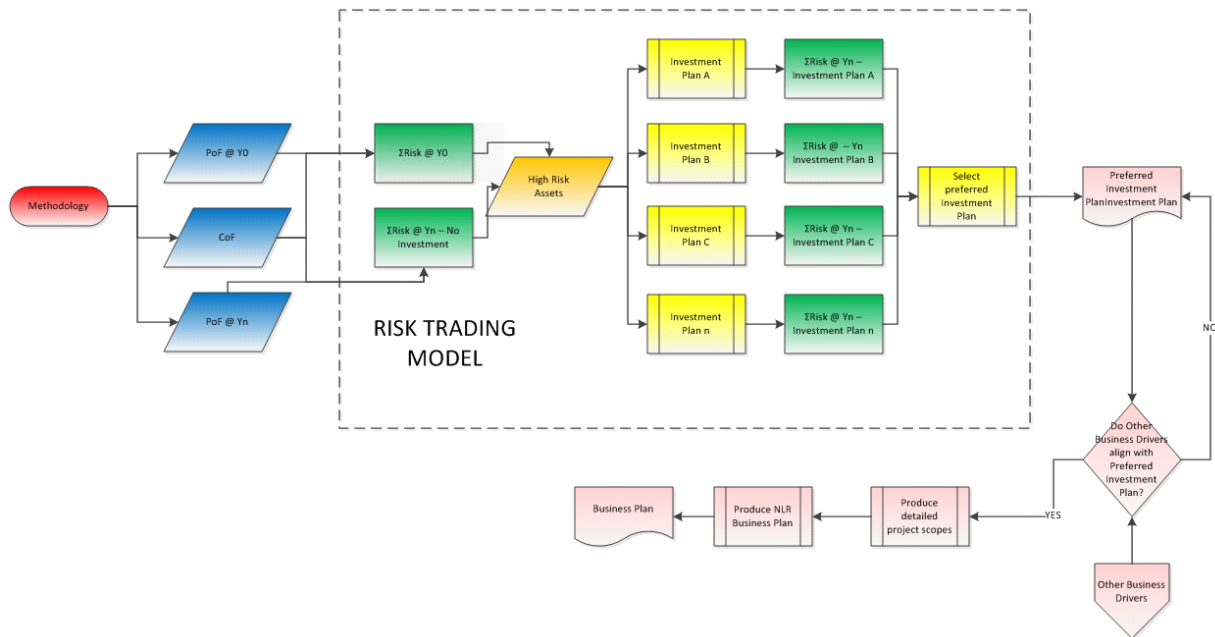 Methodology
PoF @ Y0
CoF
PoF @ Yn
ΣRisk @ Y0
ΣRisk @ Yn – No
Investment
High Risk
Assets
RISK TRADING
MODEL
Investment
Plan A
Investment
Plan B
Investment
Plan C
Investment
Plan n
ΣRisk @ Yn –
Investment Plan A
ΣRisk @  – Yn
Investment Plan B
ΣRisk @ Yn –
Investment Plan C
ΣRisk @ Yn –
Investment Plan n
Select
preferred
Investment
Plan
Preferred
Investment
PlanInvestment Plan
NO
Do Other
Business Drivers
align with
Preferred
Investment
Plan?
YES
Produce
detailed
project scopes
Produce NLR
Business Plan
Business Plan
Other Business
Drivers